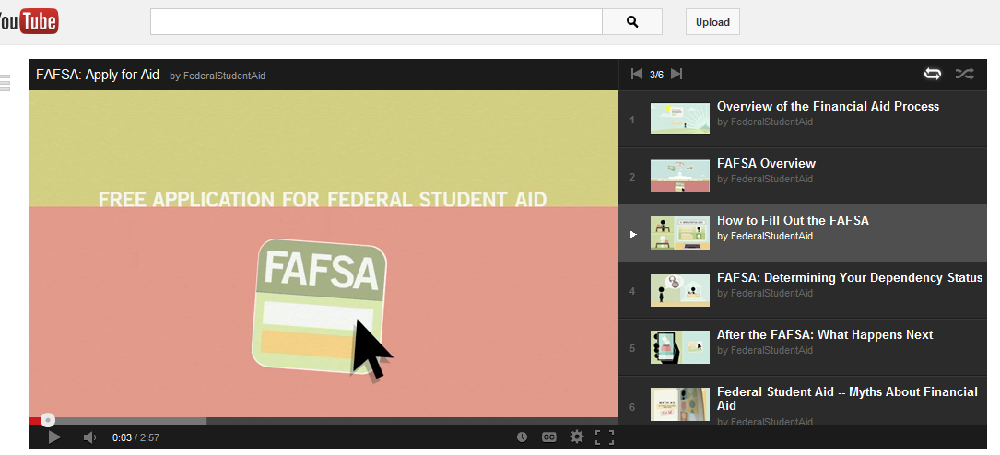 You Tube
Upload
FAFSA: Apply for Aid by FederalStudentAid
3/6
FREE APPLICATION FOR FEDERAL STUDENT AID
FAFSA
0:03 / 2:57
CC
1
Overview of the Financial Aid Process
by FederalStudentAid
2
FAFSA Overview
by FederalStudentAid
How to Fill Out the FAFSA
by FederalStudentAid
4
FAFSA: Determining Your Dependency Status
by FederalStudentAid
5
After the FAFSA: What Happens Next
by FederalStudentAid
6
Federal Student Aid -- Myths About Financial
Aid
by FederalStudentAid